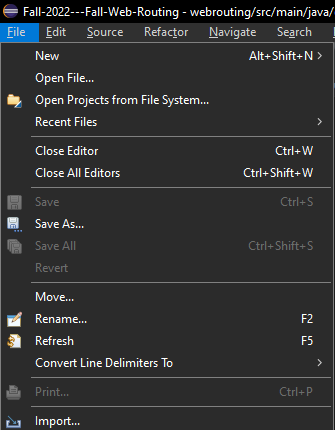 Fall-2022---Fall-Web-Routing - webrouting/src/main/java/
File Edit Source Refactor Navigate Search
New Alt+Shift+N >
Open File...
Open Projects from File System...
Recent Files >
Close Editor Ctrl+W
Close All Editors Ctrl+Shift+W
Save Ctrl+S
Save As...
Save All Ctrl+Shift+S
Revert
Move...
Rename... F2
Refresh F5
Convert Line Delimiters To >
Print... Ctrl+P
Import...